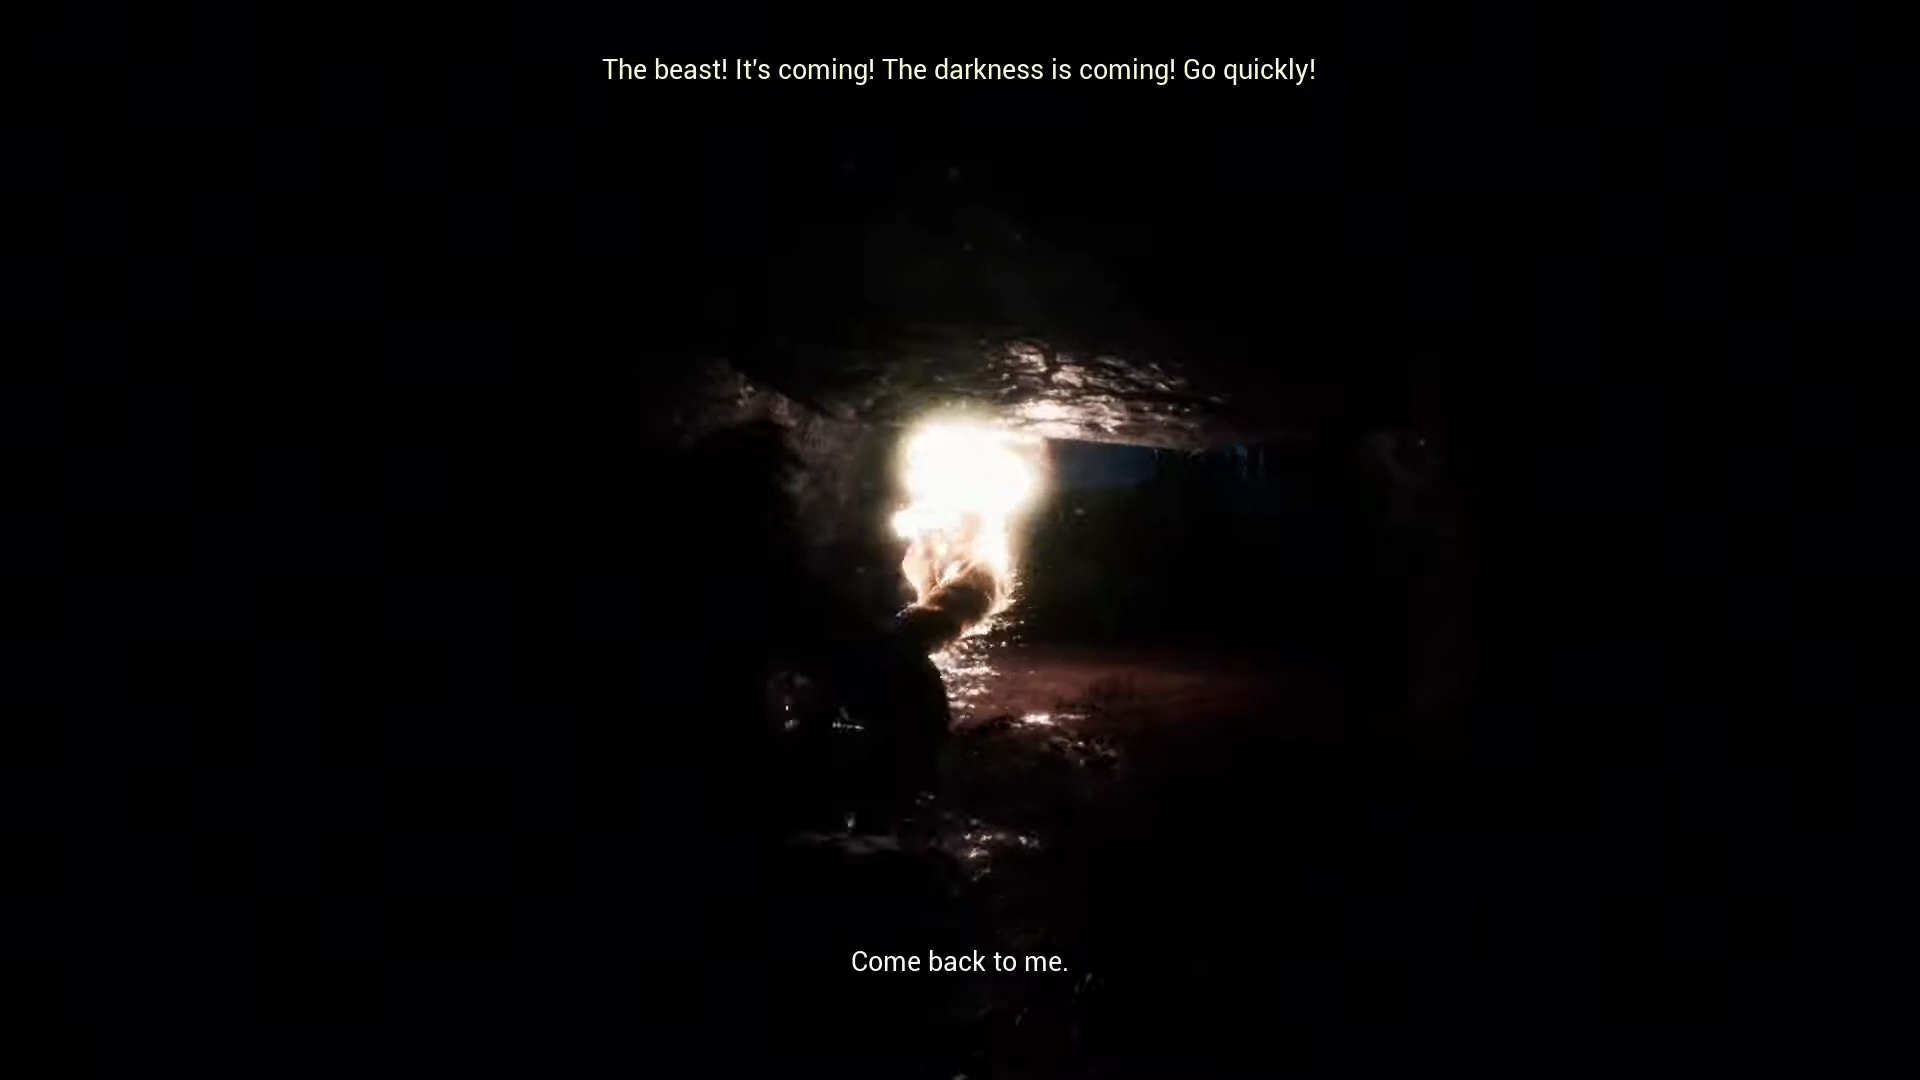 The beast! It's coming! The darkness is coming! Go quickly!
Come back to me.